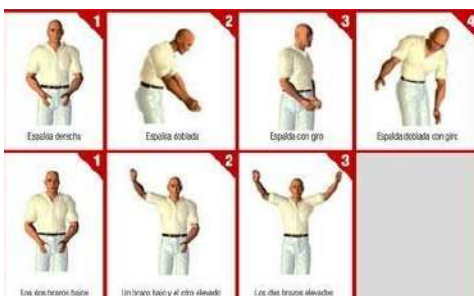 1
2
3
4
Espalda derecha
Espalda doblada
Espalda con giro
Espalda doblada con giro
1
2
3
Los dos brazos bajos
Un brazo bajo y el otro elevado
Los dos brazos elevados